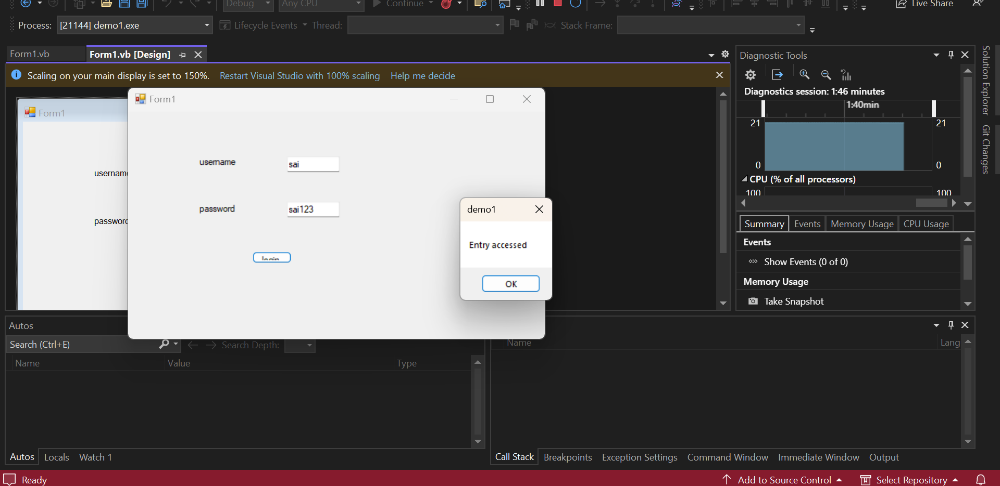 Debug Any CPU Continue Live Share
Process: [21144] demo1.exe Lifecycle Events Thread: Stack Frame:
Form1.vb Form1.vb [Design]
Scaling on your main display is set to 150%. Restart Visual Studio with 100% scaling Help me decide
Form1
username
password
Form1
username sai
password sai123
login
demo1
Entry accessed
OK
Diagnostic Tools
Diagnostics session: 1:46 minutes
1:40min
21 21
0 0
CPU (% of all processors)
100 100
Summary Events Memory Usage CPU Usage
Events
Show Events (0 of 0)
Memory Usage
Take Snapshot
Solution Explorer
Git Changes
Autos
Search (Ctrl+E) Search Depth:
Name Value Type
Autos Locals Watch 1
Name Lang
Call Stack Breakpoints Exception Settings Command Window Immediate Window Output
Ready Add to Source Control Select Repository